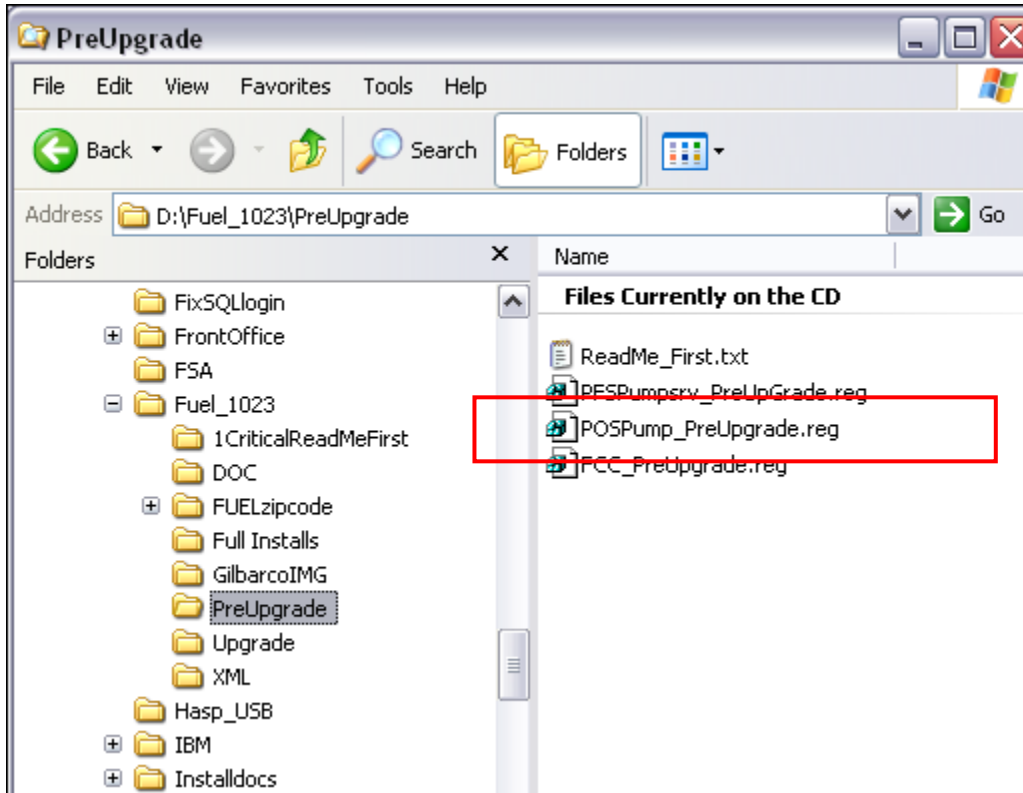 PreUpgrade
File Edit View Favorites Tools Help
Back Search Folders
Address D:\Fuel_1023\PreUpgrade Go
Folders
Name
Files Currently on the CD
FixSQLlogin
FrontOffice
FSA
Fuel_1023
1CriticalReadMeFirst
DOC
FUELzipcode
Full Installs
GilbarcoIMG
PreUpgrade
Upgrade
XML
Hasp_USB
IBM
Installdocs
ReadMe_First.txt
PFSPumpsrv_PreUpGrade.reg
POSPump_PreUpgrade.reg
FCC_PreUpgrade.reg